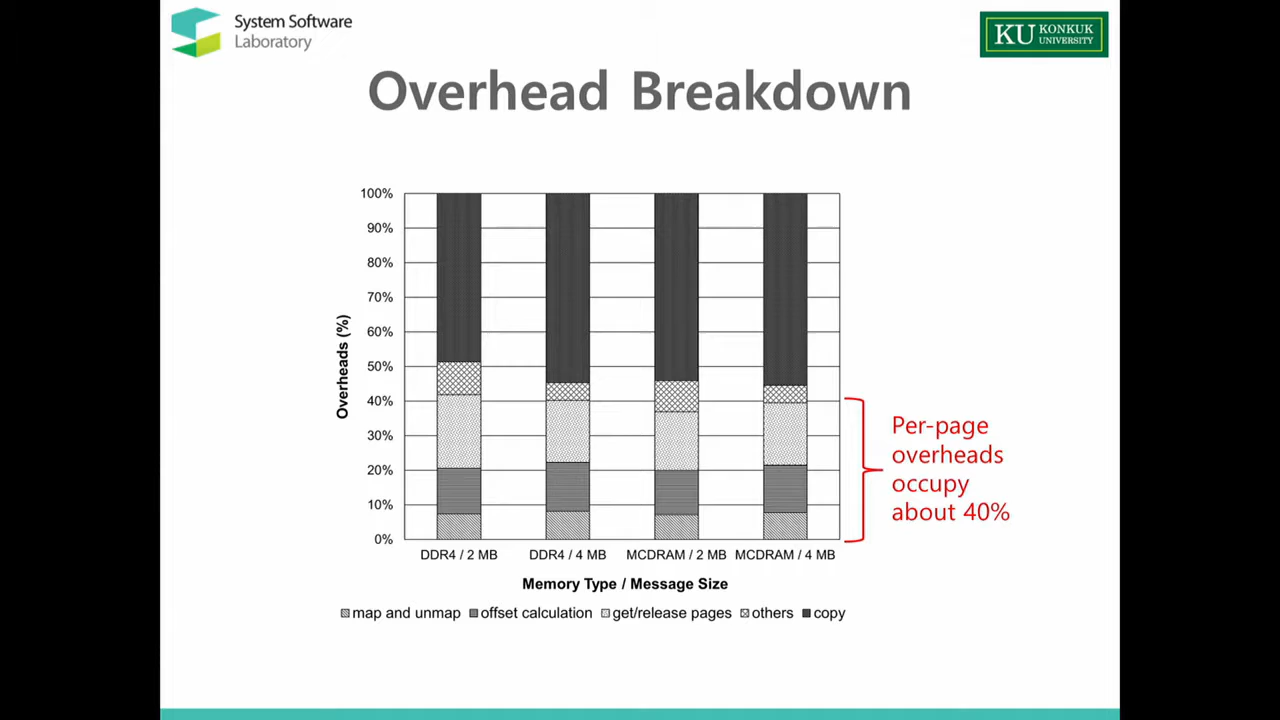 System Software
Laboratory
KU KONKUK
UNIVERSITY
Overhead Breakdown
100%
90%
80%
70%
60%
50%
40%
30%
20%
10%
0%
Overheads (%)
DDR4 / 2 MB DDR4 / 4 MB MCDRAM / 2 MB MCDRAM / 4 MB
Memory Type / Message Size
map and unmap offset calculation get/release pages others copy
Per-page
overheads
occupy
about 40%